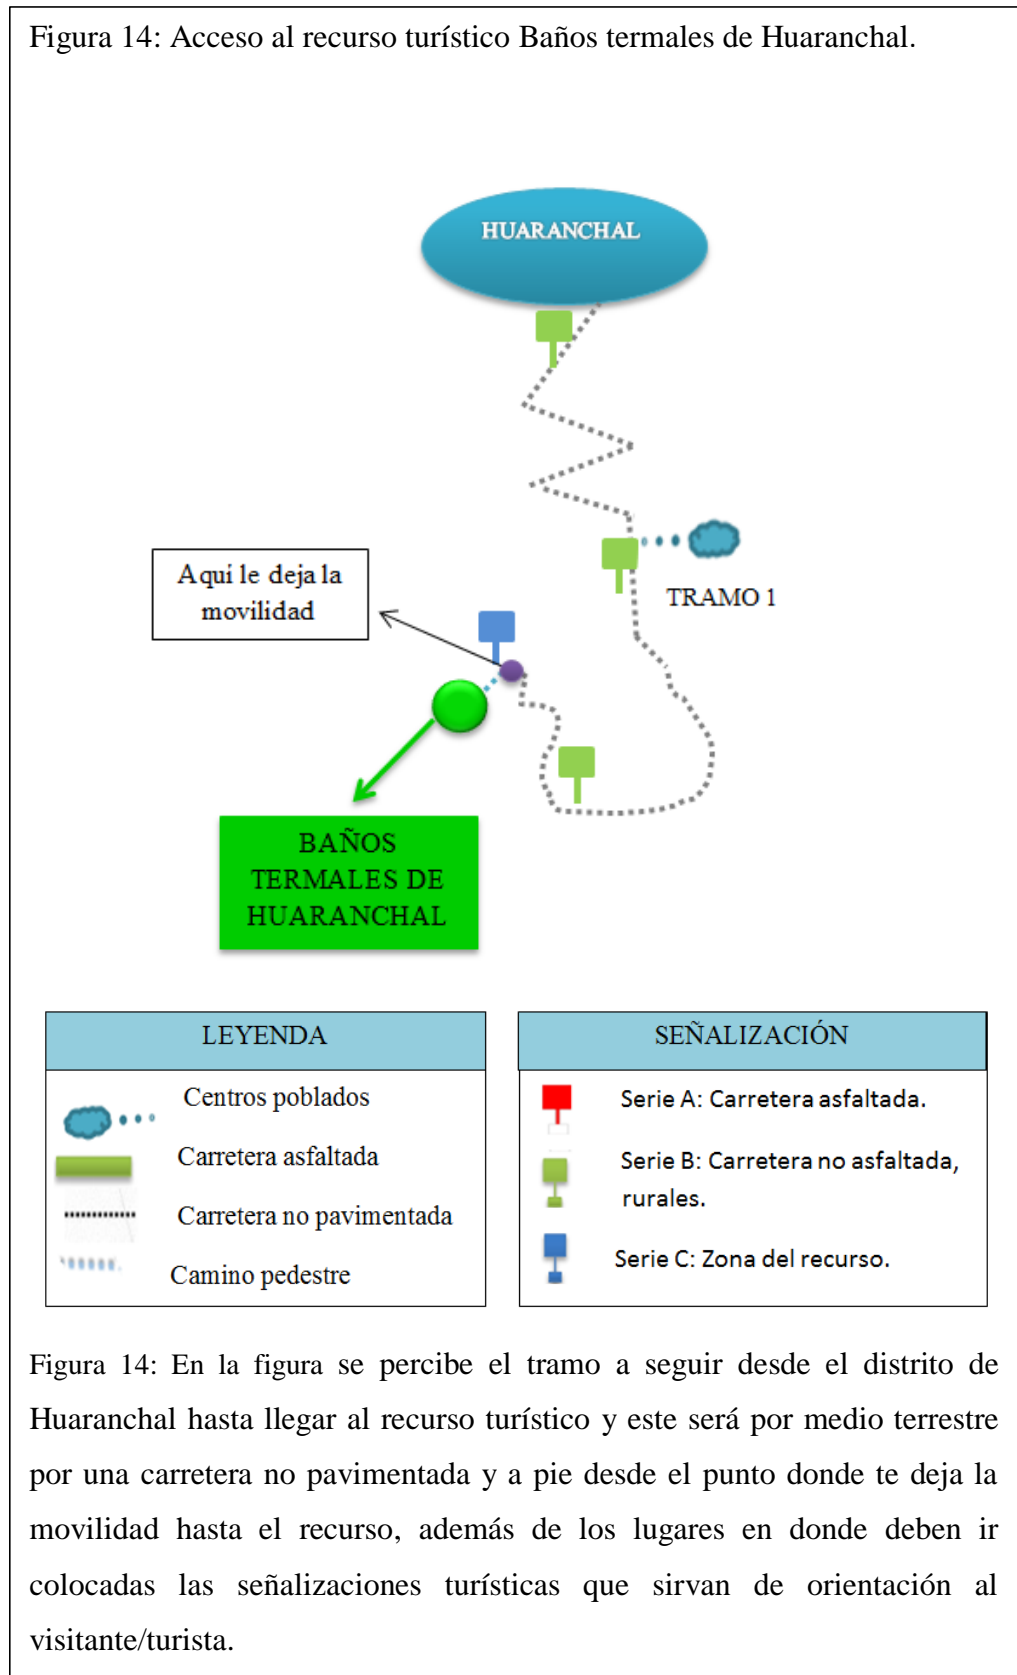 Figura 14: Acceso al recurso turístico Baños termales de Huaranchal.
HUARANCHAL
Aquí le deja la
movilidad
TRAMO 1
BAÑOS
TERMALES DE
HUARANCHAL
LEYENDA
Centros poblados
Carretera asfaltada
Carretera no pavimentada
Camino pedestre
SEÑALIZACIÓN
Serie A: Carretera asfaltada.
Serie B: Carretera no asfaltada,
rurales.
Serie C: Zona del recurso.
Figura 14: En la figura se percibe el tramo a seguir desde el distrito de
Huaranchal hasta llegar al recurso turístico y este será por medio terrestre
por una carretera no pavimentada y a pie desde el punto donde te deja la
movilidad hasta el recurso, además de los lugares en donde deben ir
colocadas las señalizaciones turísticas que sirvan de orientación al
visitante/turista.